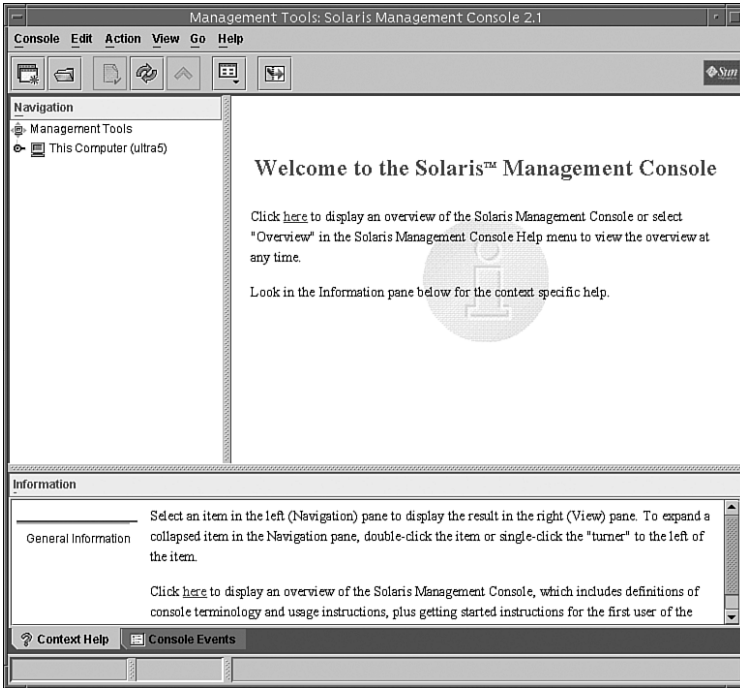 Management Tools: Solaris Management Console 2.1
Console Edit Action View Go Help
Sun
Navigation
Management Tools
This Computer (ultra5)
Welcome to the Solaris™ Management Console
Click here to display an overview of the Solaris Management Console or select
"Overview" in the Solaris Management Console Help menu to view the overview at
any time.
Look in the Information pane below for the context specific help.
Information
General Information
Select an item in the left (Navigation) pane to display the result in the right (View) pane. To expand a
collapsed item in the Navigation pane, double-click the item or single-click the "turner" to the left of
the item.
Click here to display an overview of the Solaris Management Console, which includes definitions of
console terminology and usage instructions, plus getting started instructions for the first user of the
Context Help
Console Events